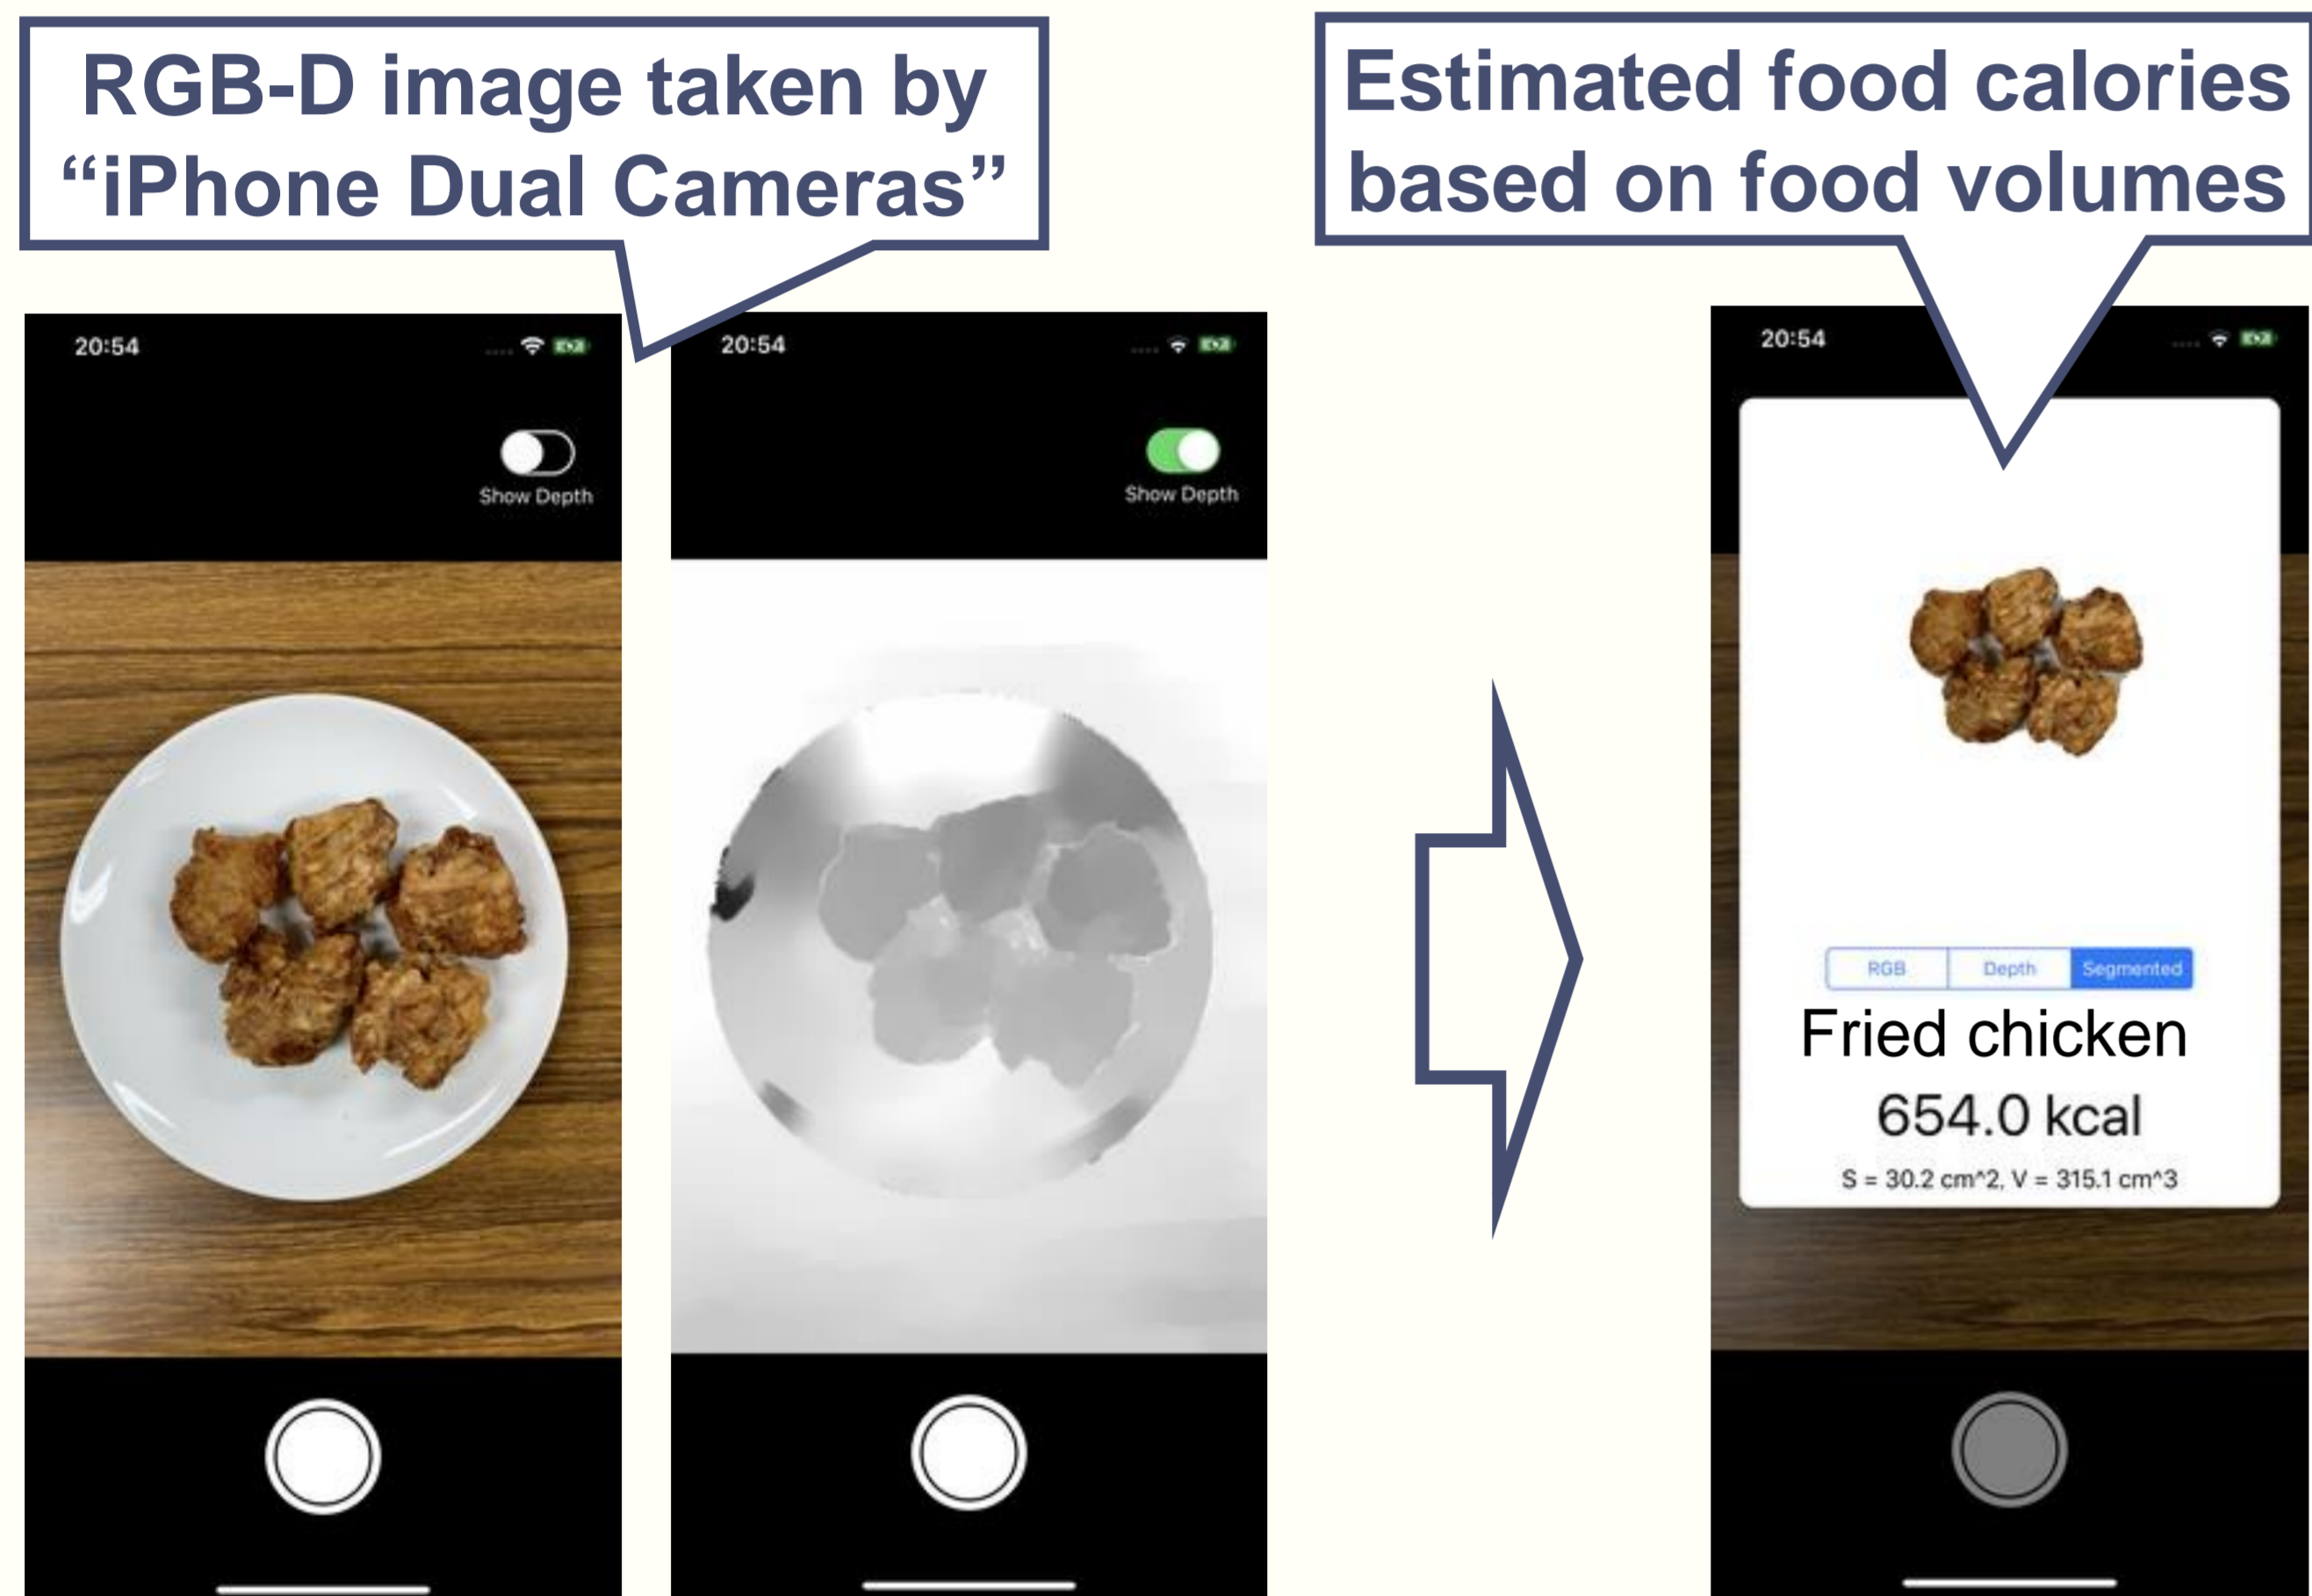 RGB-D image taken by
“iPhone Dual Cameras”
Estimated food calories
based on food volumes
20:54
Show Depth
20:54
Show Depth
20:54
RGB Depth Segmented
Fried chicken
654.0 kcal
S = 30.2 cm^2, V = 315.1 cm^3